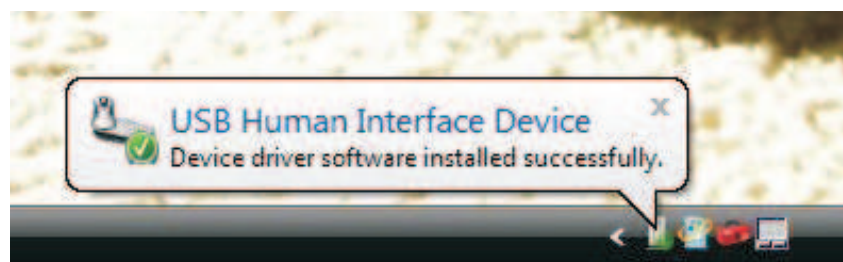 USB Human Interface Device
Device driver software installed successfully.